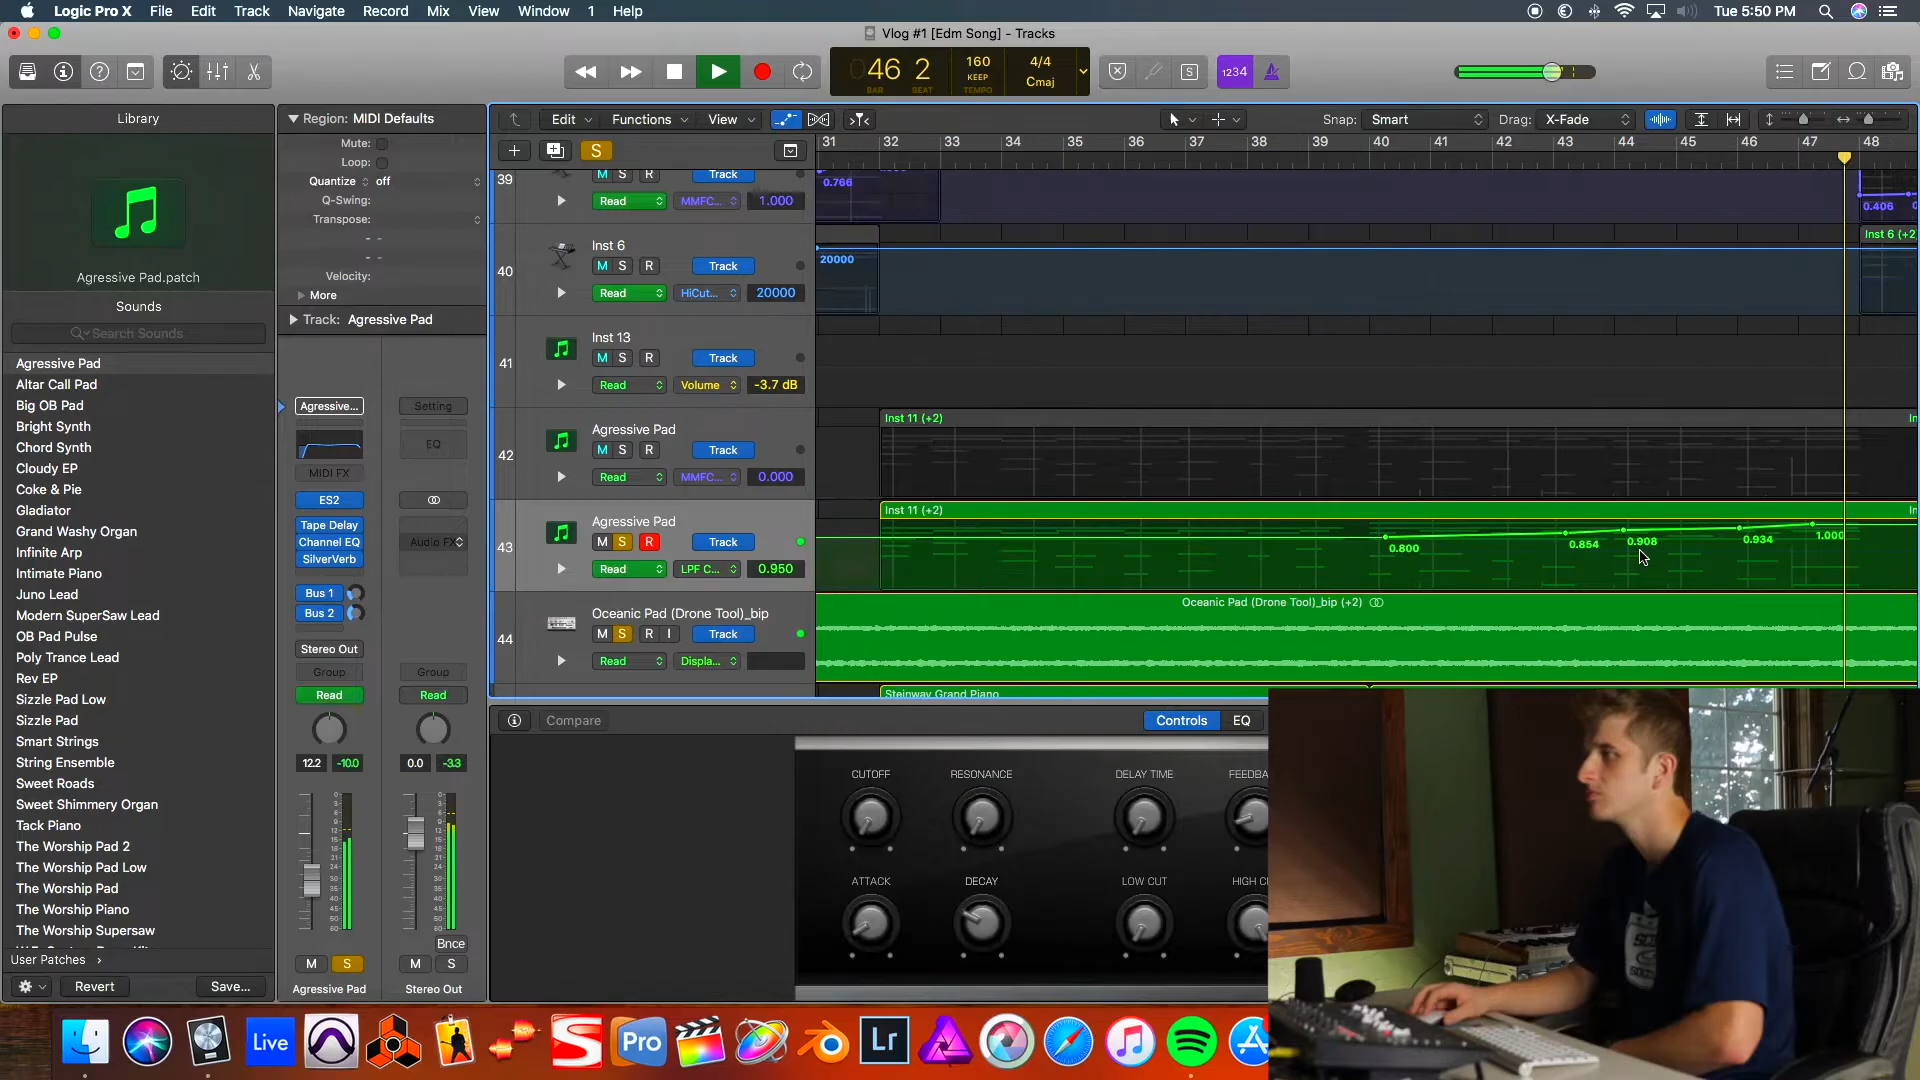 Logic Pro X File Edit Track Navigate Record Mix View Window 1 Help
Tue 5:50 PM
Vlog #1 [Edm Song] - Tracks
46 2 160 4/4
KEEP Cmaj
BAR BEAT TEMPO
1234
S
Library
Agressive Pad.patch
Sounds
Search Sounds
Agressive Pad
Altar Call Pad
Big OB Pad
Bright Synth
Chord Synth
Cloudy EP
Coke & Pie
Gladiator
Grand Washy Organ
Infinite Arp
Intimate Piano
Juno Lead
Modern SuperSaw Lead
OB Pad Pulse
Poly Trance Lead
Rev EP
Sizzle Pad Low
Sizzle Pad
Smart Strings
String Ensemble
Sweet Roads
Sweet Shimmery Organ
Tack Piano
The Worship Pad 2
The Worship Pad Low
The Worship Pad
The Worship Piano
The Worship Supersaw
User Patches
Revert Save...
Region: MIDI Defaults
Mute:
Loop:
Quantize off
Q-Swing:
Transpose:
Velocity:
More
Track: Agressive Pad
Agressive... Setting
EQ
MIDI FX
ES2
Tape Delay
Channel EQ Audio FX
SilverVerb
Bus 1
Bus 2
Stereo Out
Group Group
Read Read
12.2 -10.0 0.0 -3.3
Bnce
M S M S
Agressive Pad Stereo Out
Edit Functions View Snap: Smart Drag: X-Fade
S
31 32 33 34 35 36 37 38 39 40 41 42 43 44 45 46 47 48
39 M S R Track
Read MMFC... 1.000
0.766
0.406
40 Inst 6
M S R Track
Read HiCut... 20000
20000
Inst 6 (+2
41 Inst 13
M S R Track
Read Volume -3.7 dB
42 Agressive Pad
M S R Track
Read MMFC... 0.000
Inst 11 (+2)
43 Agressive Pad
M S R Track
Read LPF C... 0.950
Inst 11 (+2)
0.800 0.854 0.908 0.934 1.000
44 Oceanic Pad (Drone Tool)_bip
M S R I Track
Read Displa...
Oceanic Pad (Drone Tool)_bip (+2)
Steinway Grand Piano
Compare Controls EQ
CUTOFF RESONANCE DELAY TIME FEEDBA
ATTACK DECAY LOW CUT HIGH C
Live Pro Lr